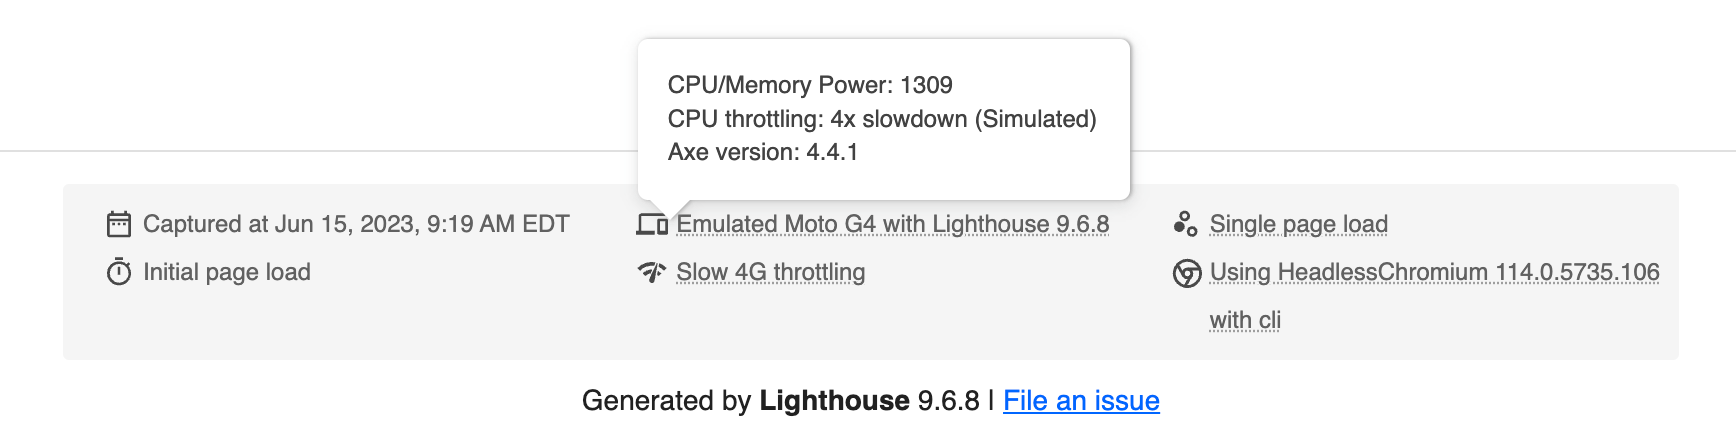 CPU/Memory Power: 1309
CPU throttling: 4x slowdown (Simulated)
Axe version: 4.4.1
Captured at Jun 15, 2023, 9:19 AM EDT
Emulated Moto G4 with Lighthouse 9.6.8
Single page load
Initial page load
Slow 4G throttling
Using HeadlessChromium 114.0.5735.106
with cli
Generated by Lighthouse 9.6.8 | File an issue